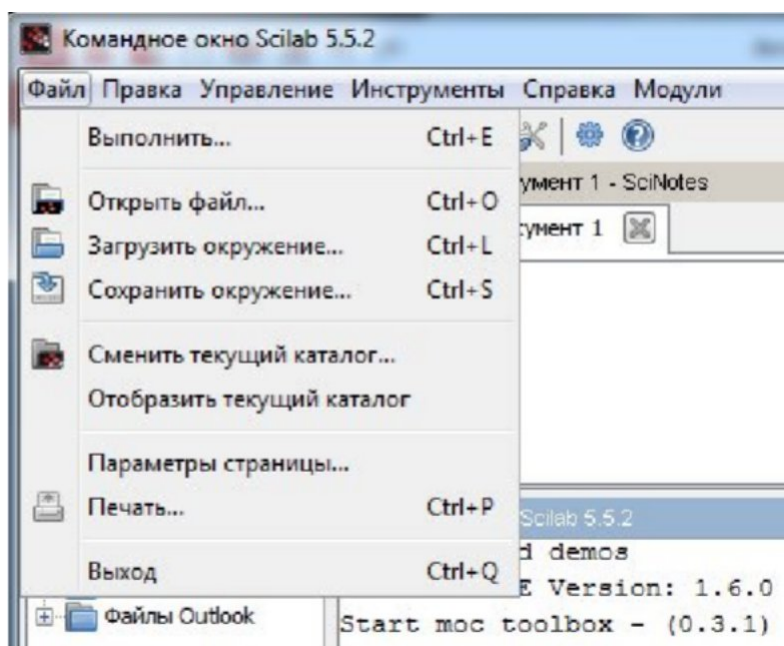 Командное окно Scilab 5.5.2
Файл Правка Управление Инструменты Справка Модули
Выполнить... Ctrl+E
умент 1 - SciNotes
Открыть файл... Ctrl+O
умент 1
Загрузить окружение... Ctrl+L
Сохранить окружение... Ctrl+S
Сменить текущий каталог...
Отобразить текущий каталог
Параметры страницы...
Печать... Ctrl+P
Scilab 5.5.2
d demos
Выход Ctrl+Q
E Version: 1.6.0
Файлы Outlook
Start moc toolbox - (0.3.1)